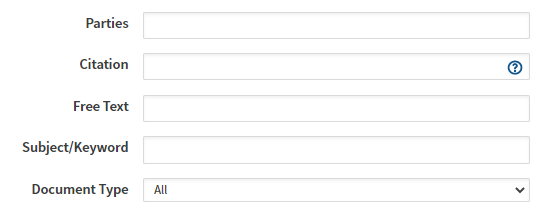 Parties
Citation
Free Text
Subject/Keyword
Document Type All